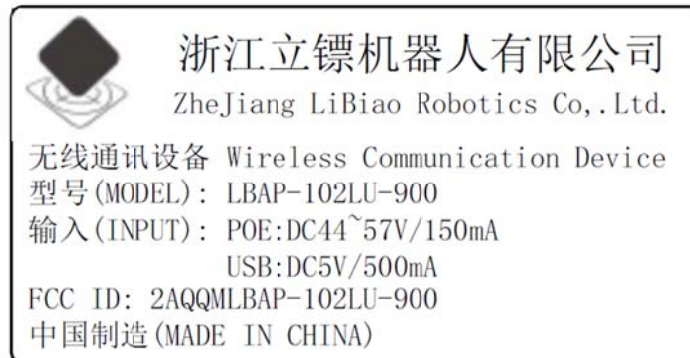 浙江立镖机器人有限公司
ZheJiang LiBiao Robotics Co,.Ltd.
无线通讯设备 Wireless Communication Device
型号(MODEL): LBAP-102LU-900
输入(INPUT): POE:DC44~57V/150mA
USB:DC5V/500mA
FCC ID: 2AQQMLBAP-102LU-900
中国制造(MADE IN CHINA)